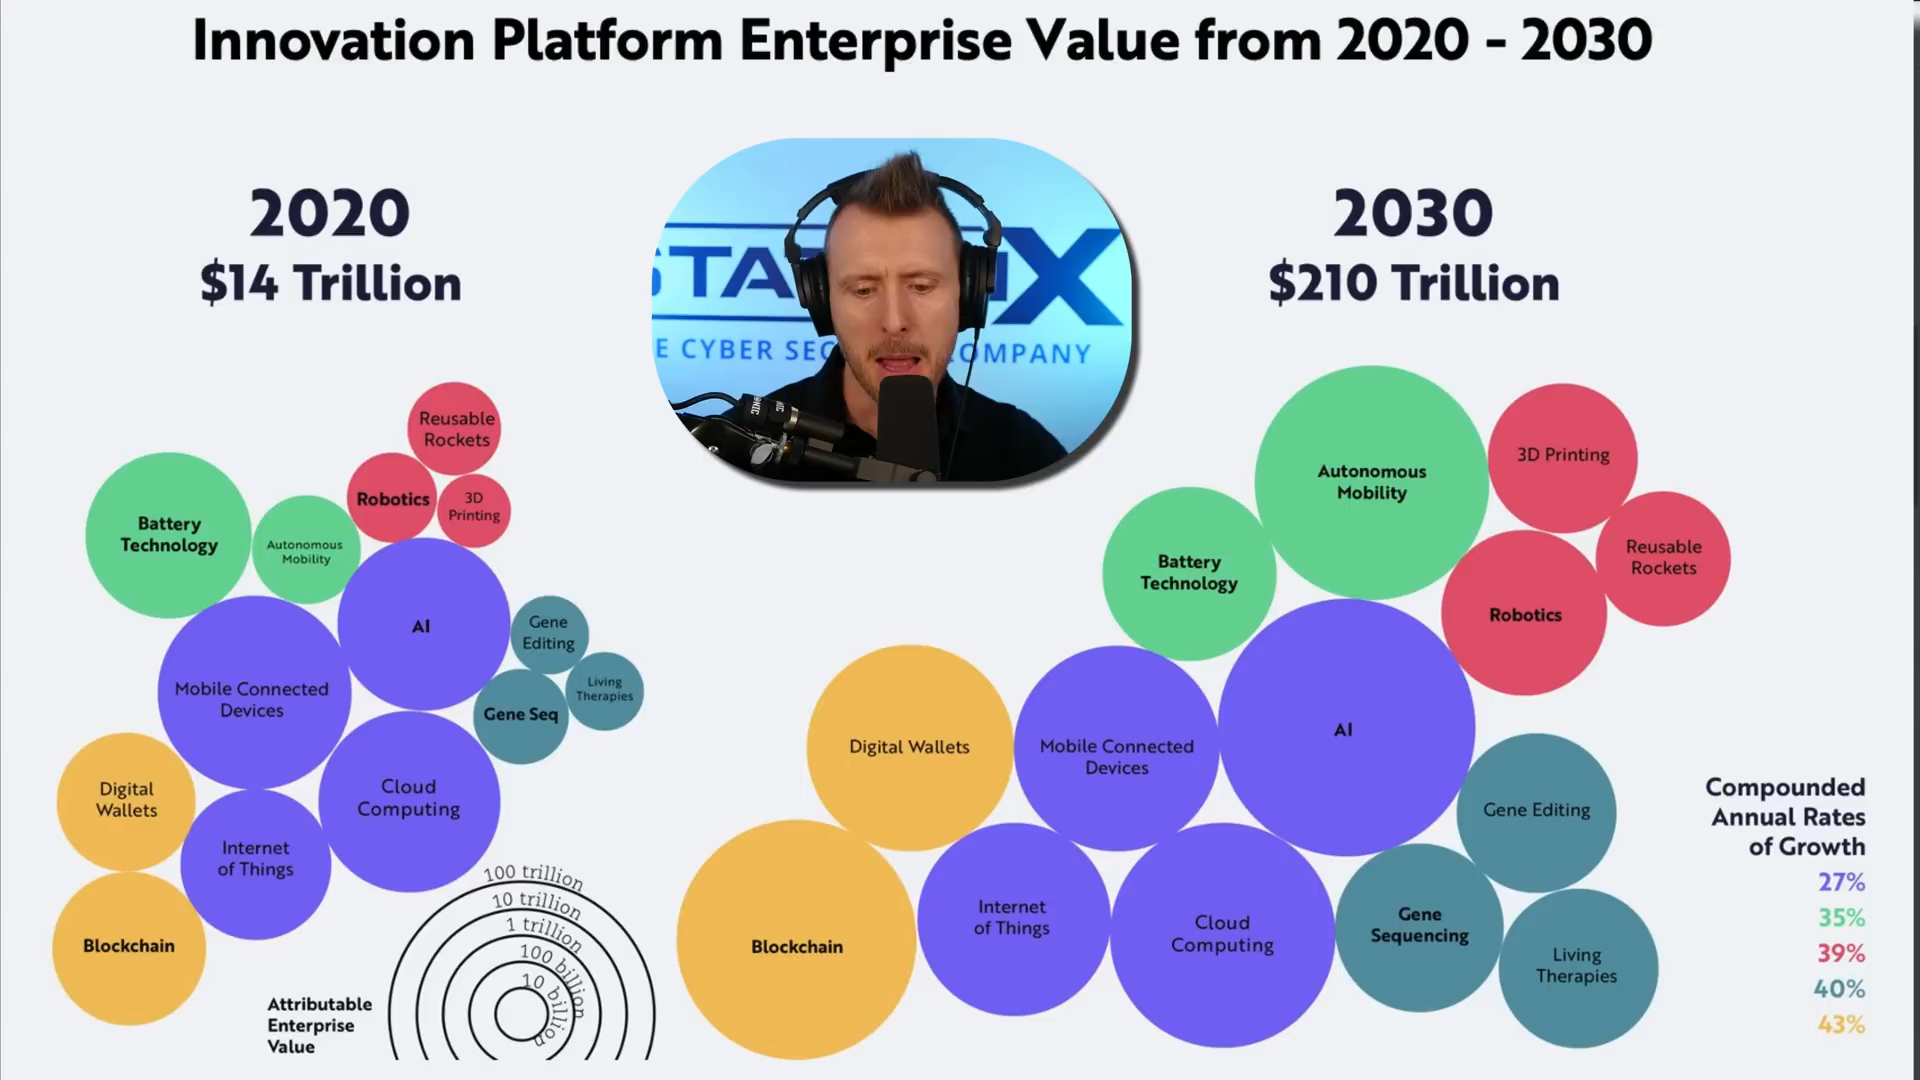 Innovation Platform Enterprise Value from 2020 - 2030
2020
$14 Trillion
2030
$210 Trillion
E CYBER SEC OMPANY
Reusable
Rockets
Robotics
3D
Printing
Battery
Technology
Autonomous
Mobility
AI
Gene
Editing
Living
Therapies
Gene Seq
Mobile Connected
Devices
Digital
Wallets
Cloud
Computing
Internet
of Things
Blockchain
100 trillion
10 trillion
1 trillion
100 billion
10 billion
Attributable
Enterprise
Value
Autonomous
Mobility
3D Printing
Battery
Technology
Reusable
Rockets
Robotics
Digital Wallets
Mobile Connected
Devices
AI
Gene Editing
Blockchain
Internet
of Things
Cloud
Computing
Gene
Sequencing
Living
Therapies
Compounded
Annual Rates
of Growth
27%
35%
39%
40%
43%